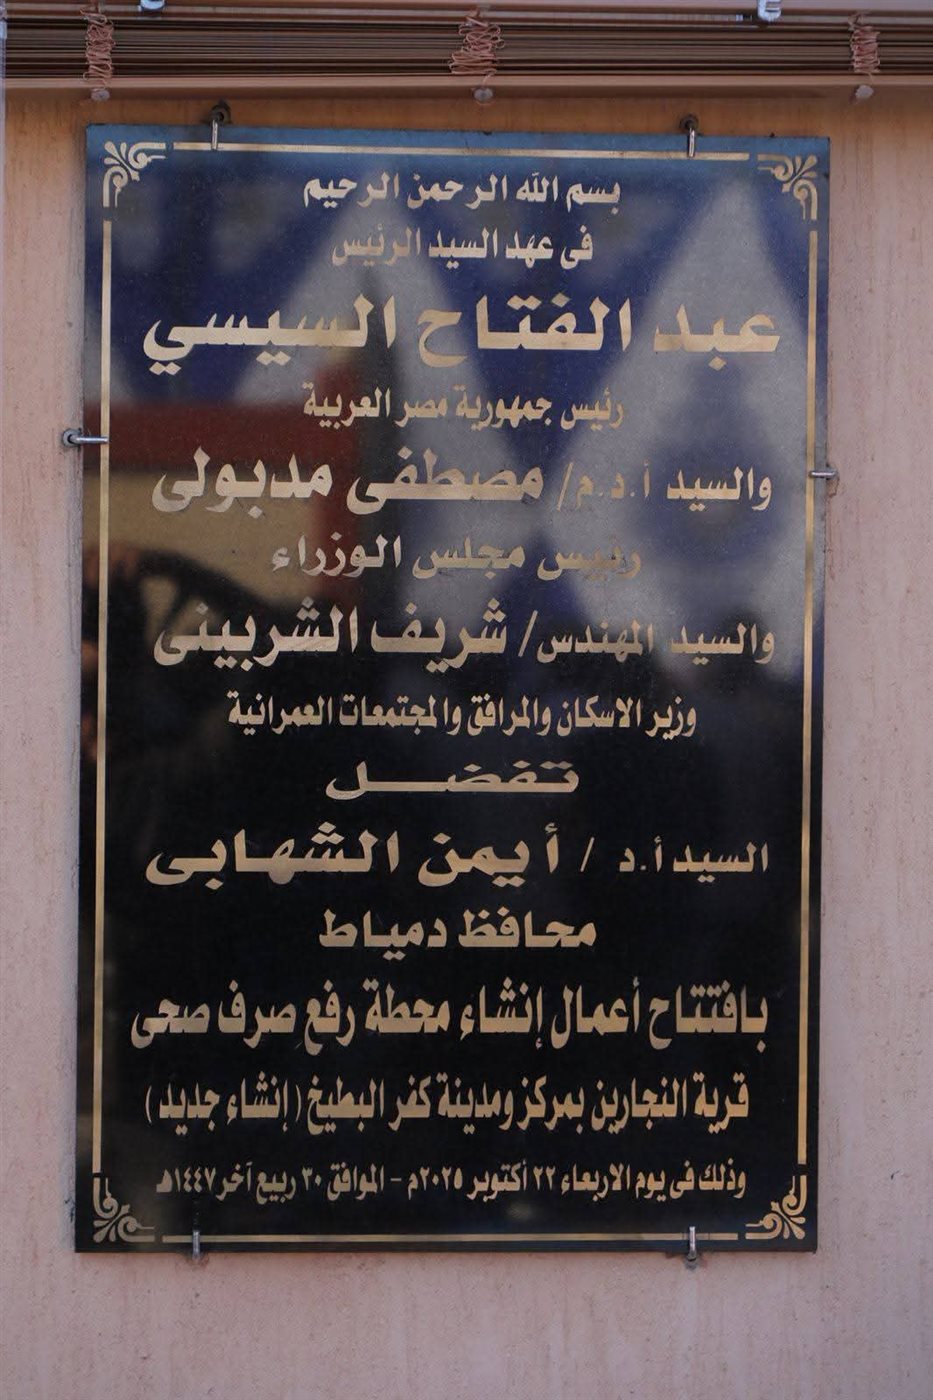 بسم الله الرحمن الرحيم
فى عهد السيد الرئيس
عبد الفتاح السيسي
رئيس جمهورية مصر العربية
والسيد أ.د.م/ مصطفى مدبولى
رئيس مجلس الوزراء
والسيد المهندس/ شريف الشربينى
وزير الاسكان والمرافق والمجتمعات العمرانية
تفضل
السيد أ.د / أيمن الشهابى
محافظ دمياط
بافتتاح أعمال إنشاء محطة رفع صرف صحى
قرية النجارين بمركز ومدينة كفر البطيخ (إنشاء جديد)
وذلك فى يوم الاربعاء ٢٢ أكتوبر ٢٠٢٥م - الموافق ٣٠ ربيع آخر ١٤٤٧هـ